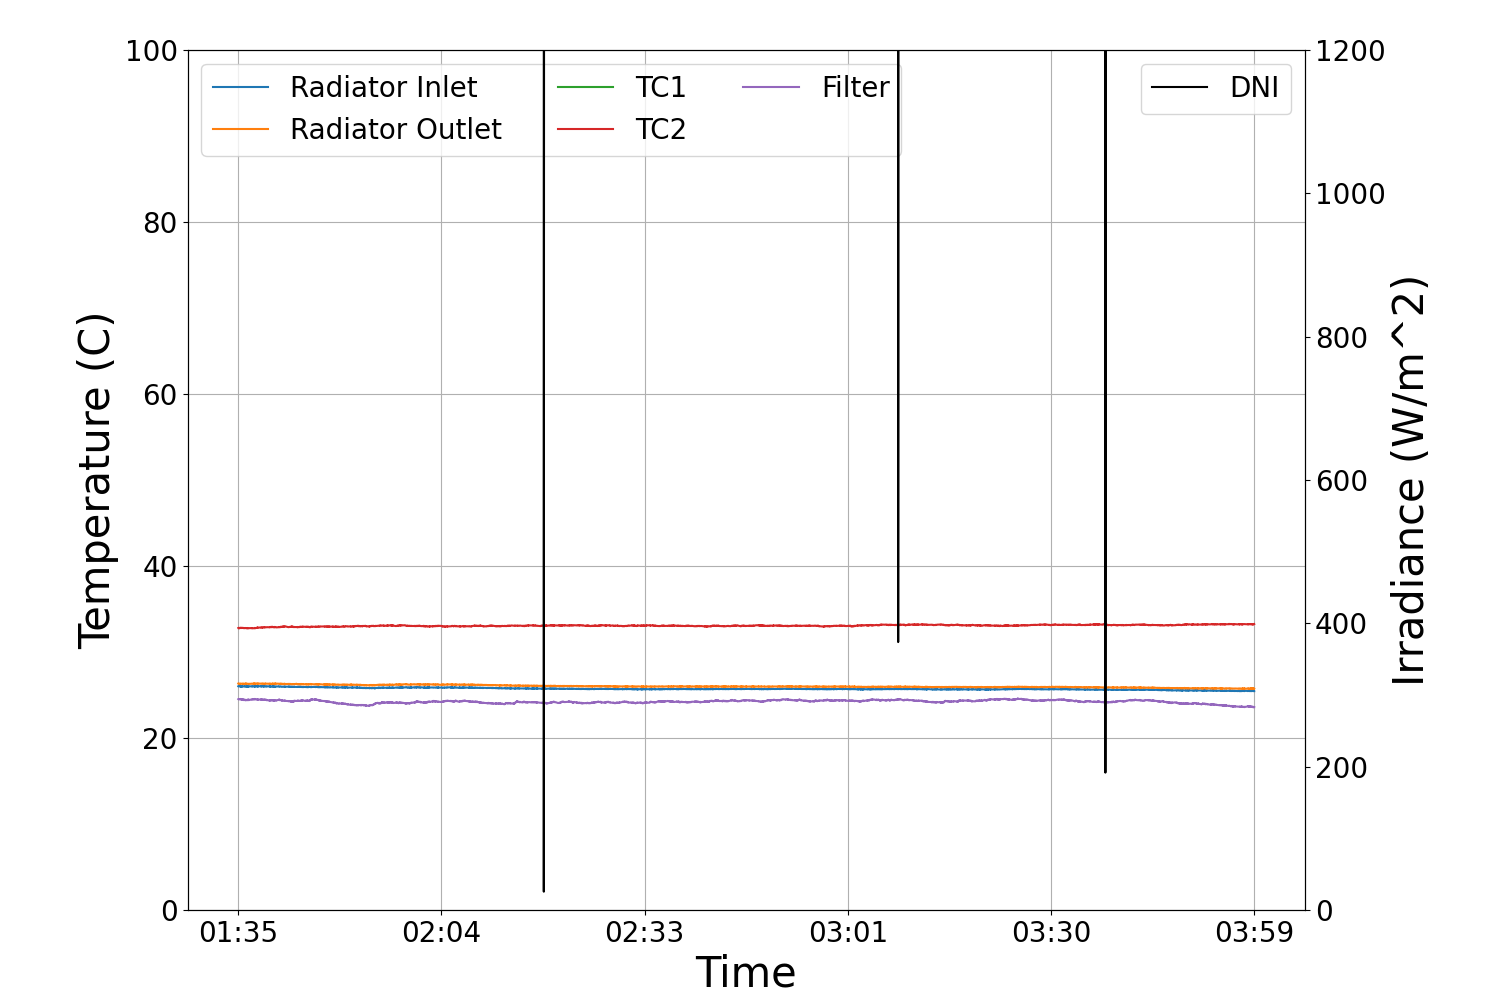 100
80
60
40
20
0
Temperature (C)
Radiator Inlet
Radiator Outlet
TC1
TC2
Filter
DNI
1200
1000
800
600
400
200
0
Irradiance (W/m^2)
01:35 02:04 02:33 03:01 03:30 03:59
Time